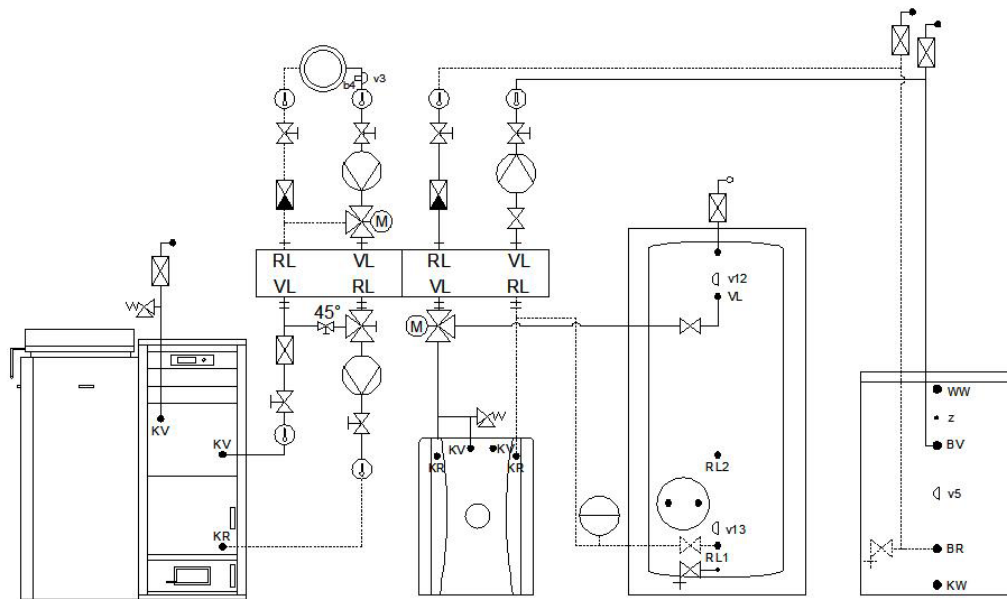 b4 v3
M
RL VL RL VL
VL RL VL RL
45°
M
v12
VL
KV
KV
KR
KR KV KV KR
RL2
v13
RL1
WW
z
BV
v5
BR
KW